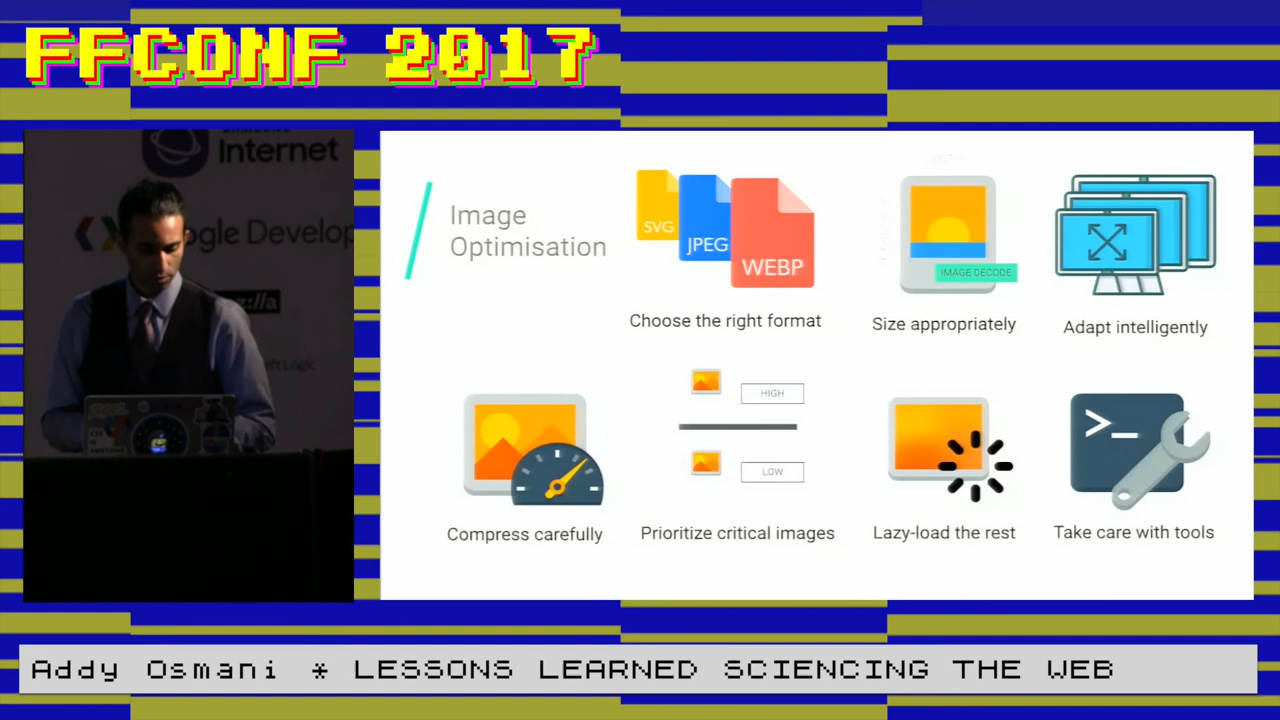 FFCONF 2017
Internet
gle Develop
Image
Optimisation
SVG
JPEG
WEBP
IMAGE DECODE
Choose the right format
Size appropriately
Adapt intelligently
HIGH
LOW
>_
Compress carefully
Prioritize critical images
Lazy-load the rest
Take care with tools
Addy Osmani * LESSONS LEARNED SCIENCING THE WEB